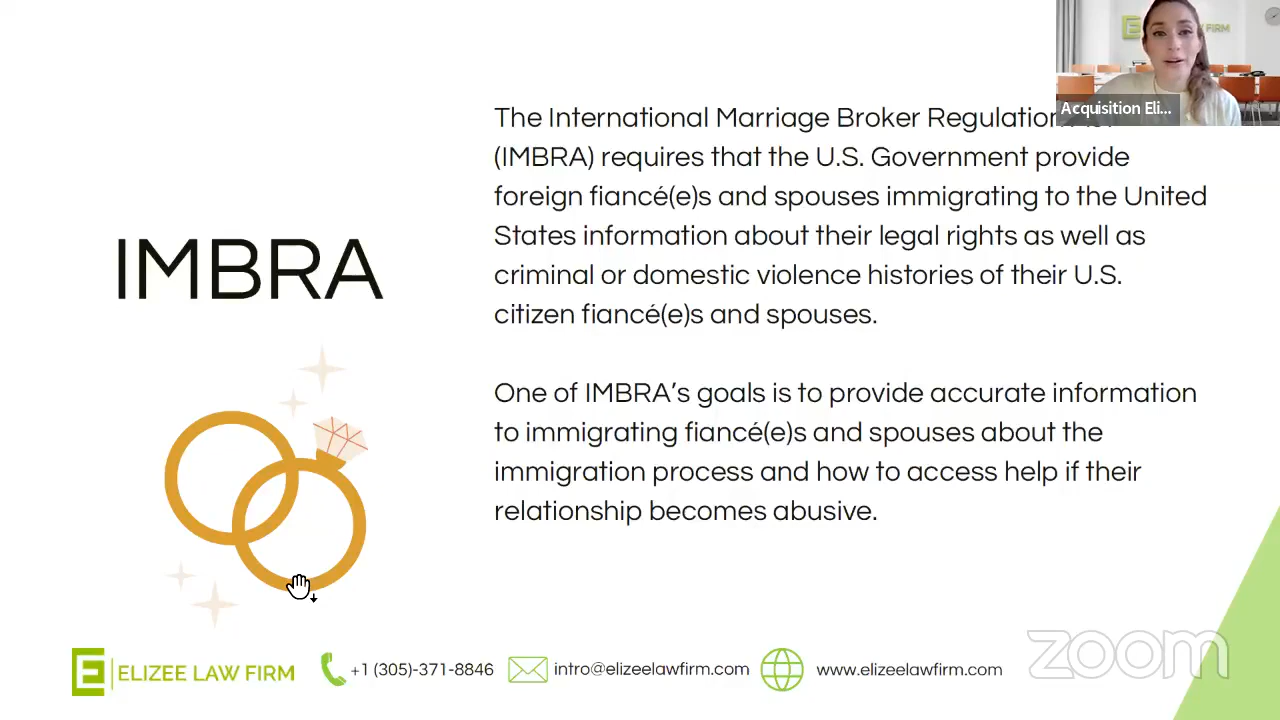 FIRM
Acquisition Eli...
The International Marriage Broker Regulation
(IMBRA) requires that the U.S. Government provide
foreign fiancé(e)s and spouses immigrating to the United
States information about their legal rights as well as
criminal or domestic violence histories of their U.S.
citizen fiancé(e)s and spouses.
IMBRA
One of IMBRA’s goals is to provide accurate information
to immigrating fiancé(e)s and spouses about the
immigration process and how to access help if their
relationship becomes abusive.
zoom
E ELIZEE LAW FIRM
+1 (305)-371-8846
intro@elizeelawfirm.com
www.elizeelawfirm.com